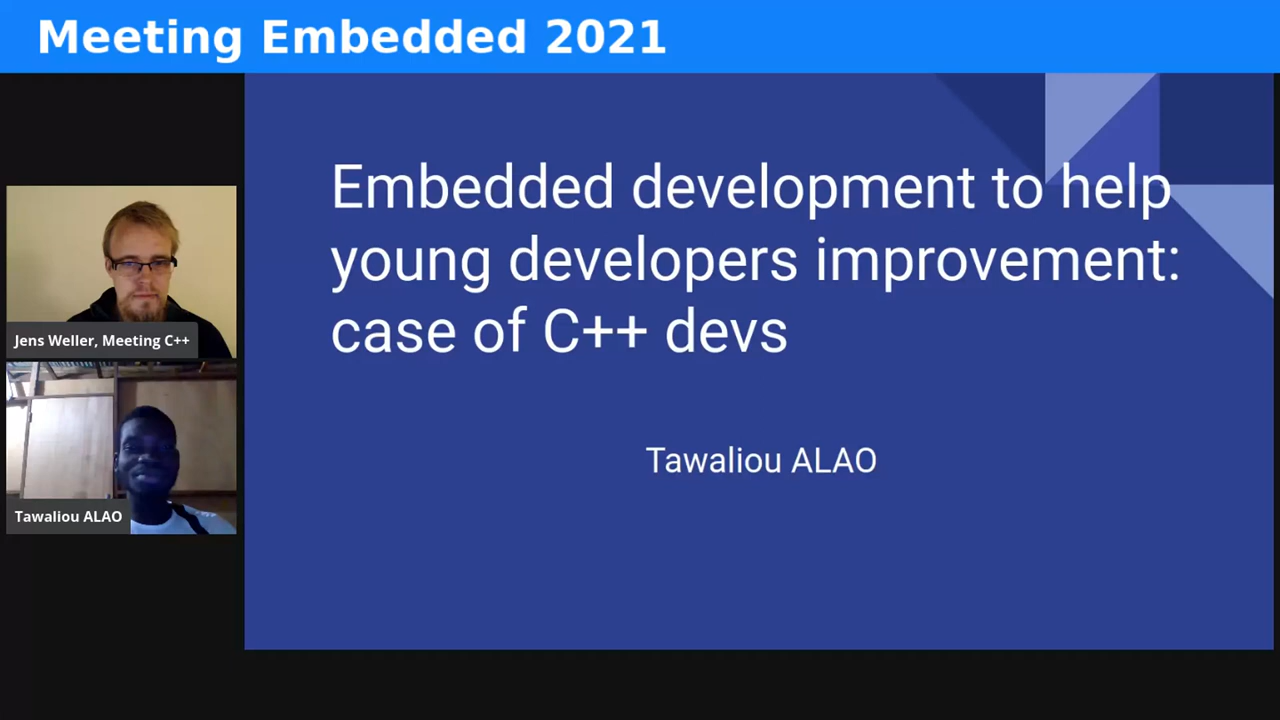 Meeting Embedded 2021
Embedded development to help
young developers improvement:
case of C++ devs
Tawaliou ALAO
Jens Weller, Meeting C++
Tawaliou ALAO